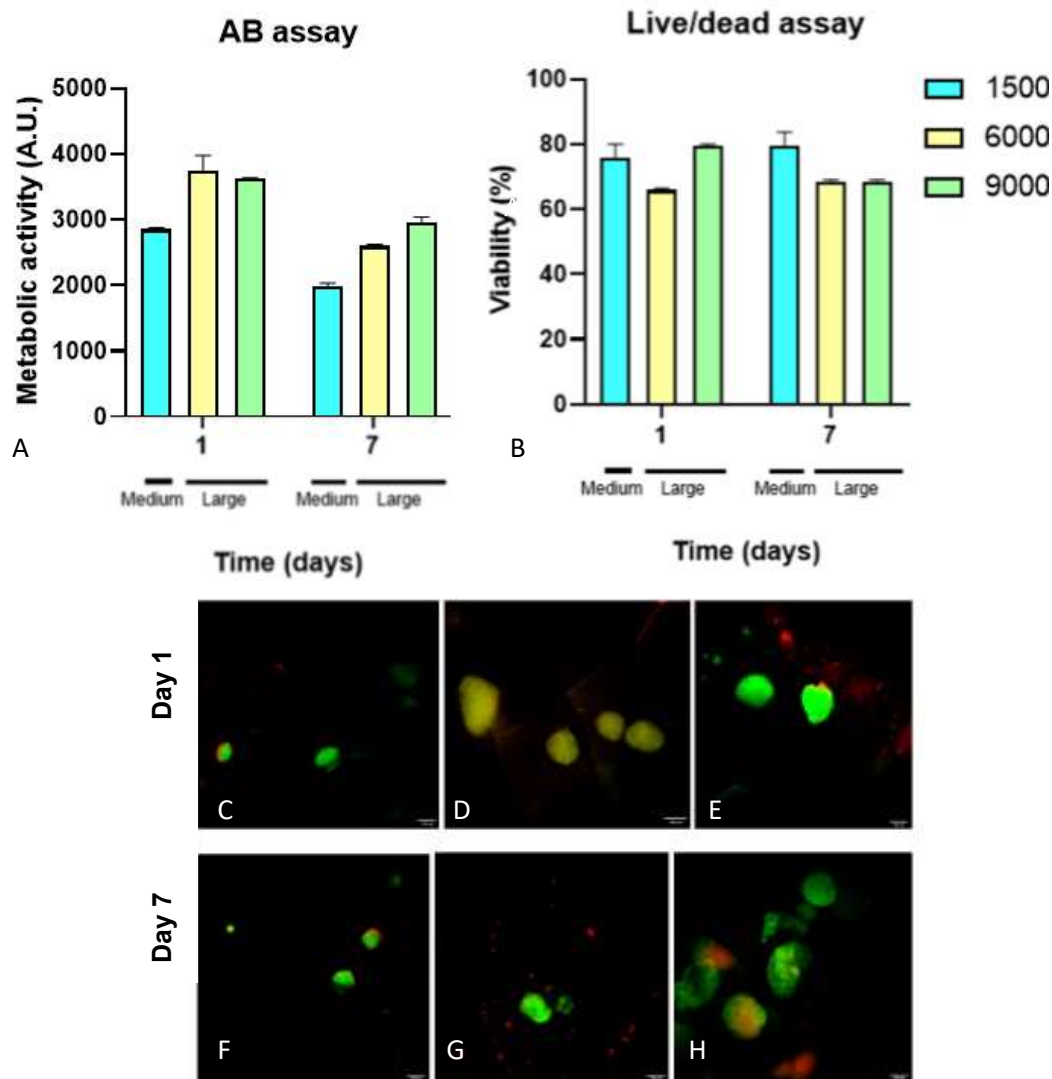 AB assay
Metabolic activity (A.U.)
5000
4000
3000
2000
1000
0
1
7
A
Medium
Large
Medium
Large
Time (days)
Live/dead assay
Viability (%)
100
80
60
40
20
0
1
7
B
Medium
Large
Medium
Large
Time (days)
1500
6000
9000
Day 1
C
D
E
Day 7
F
G
H